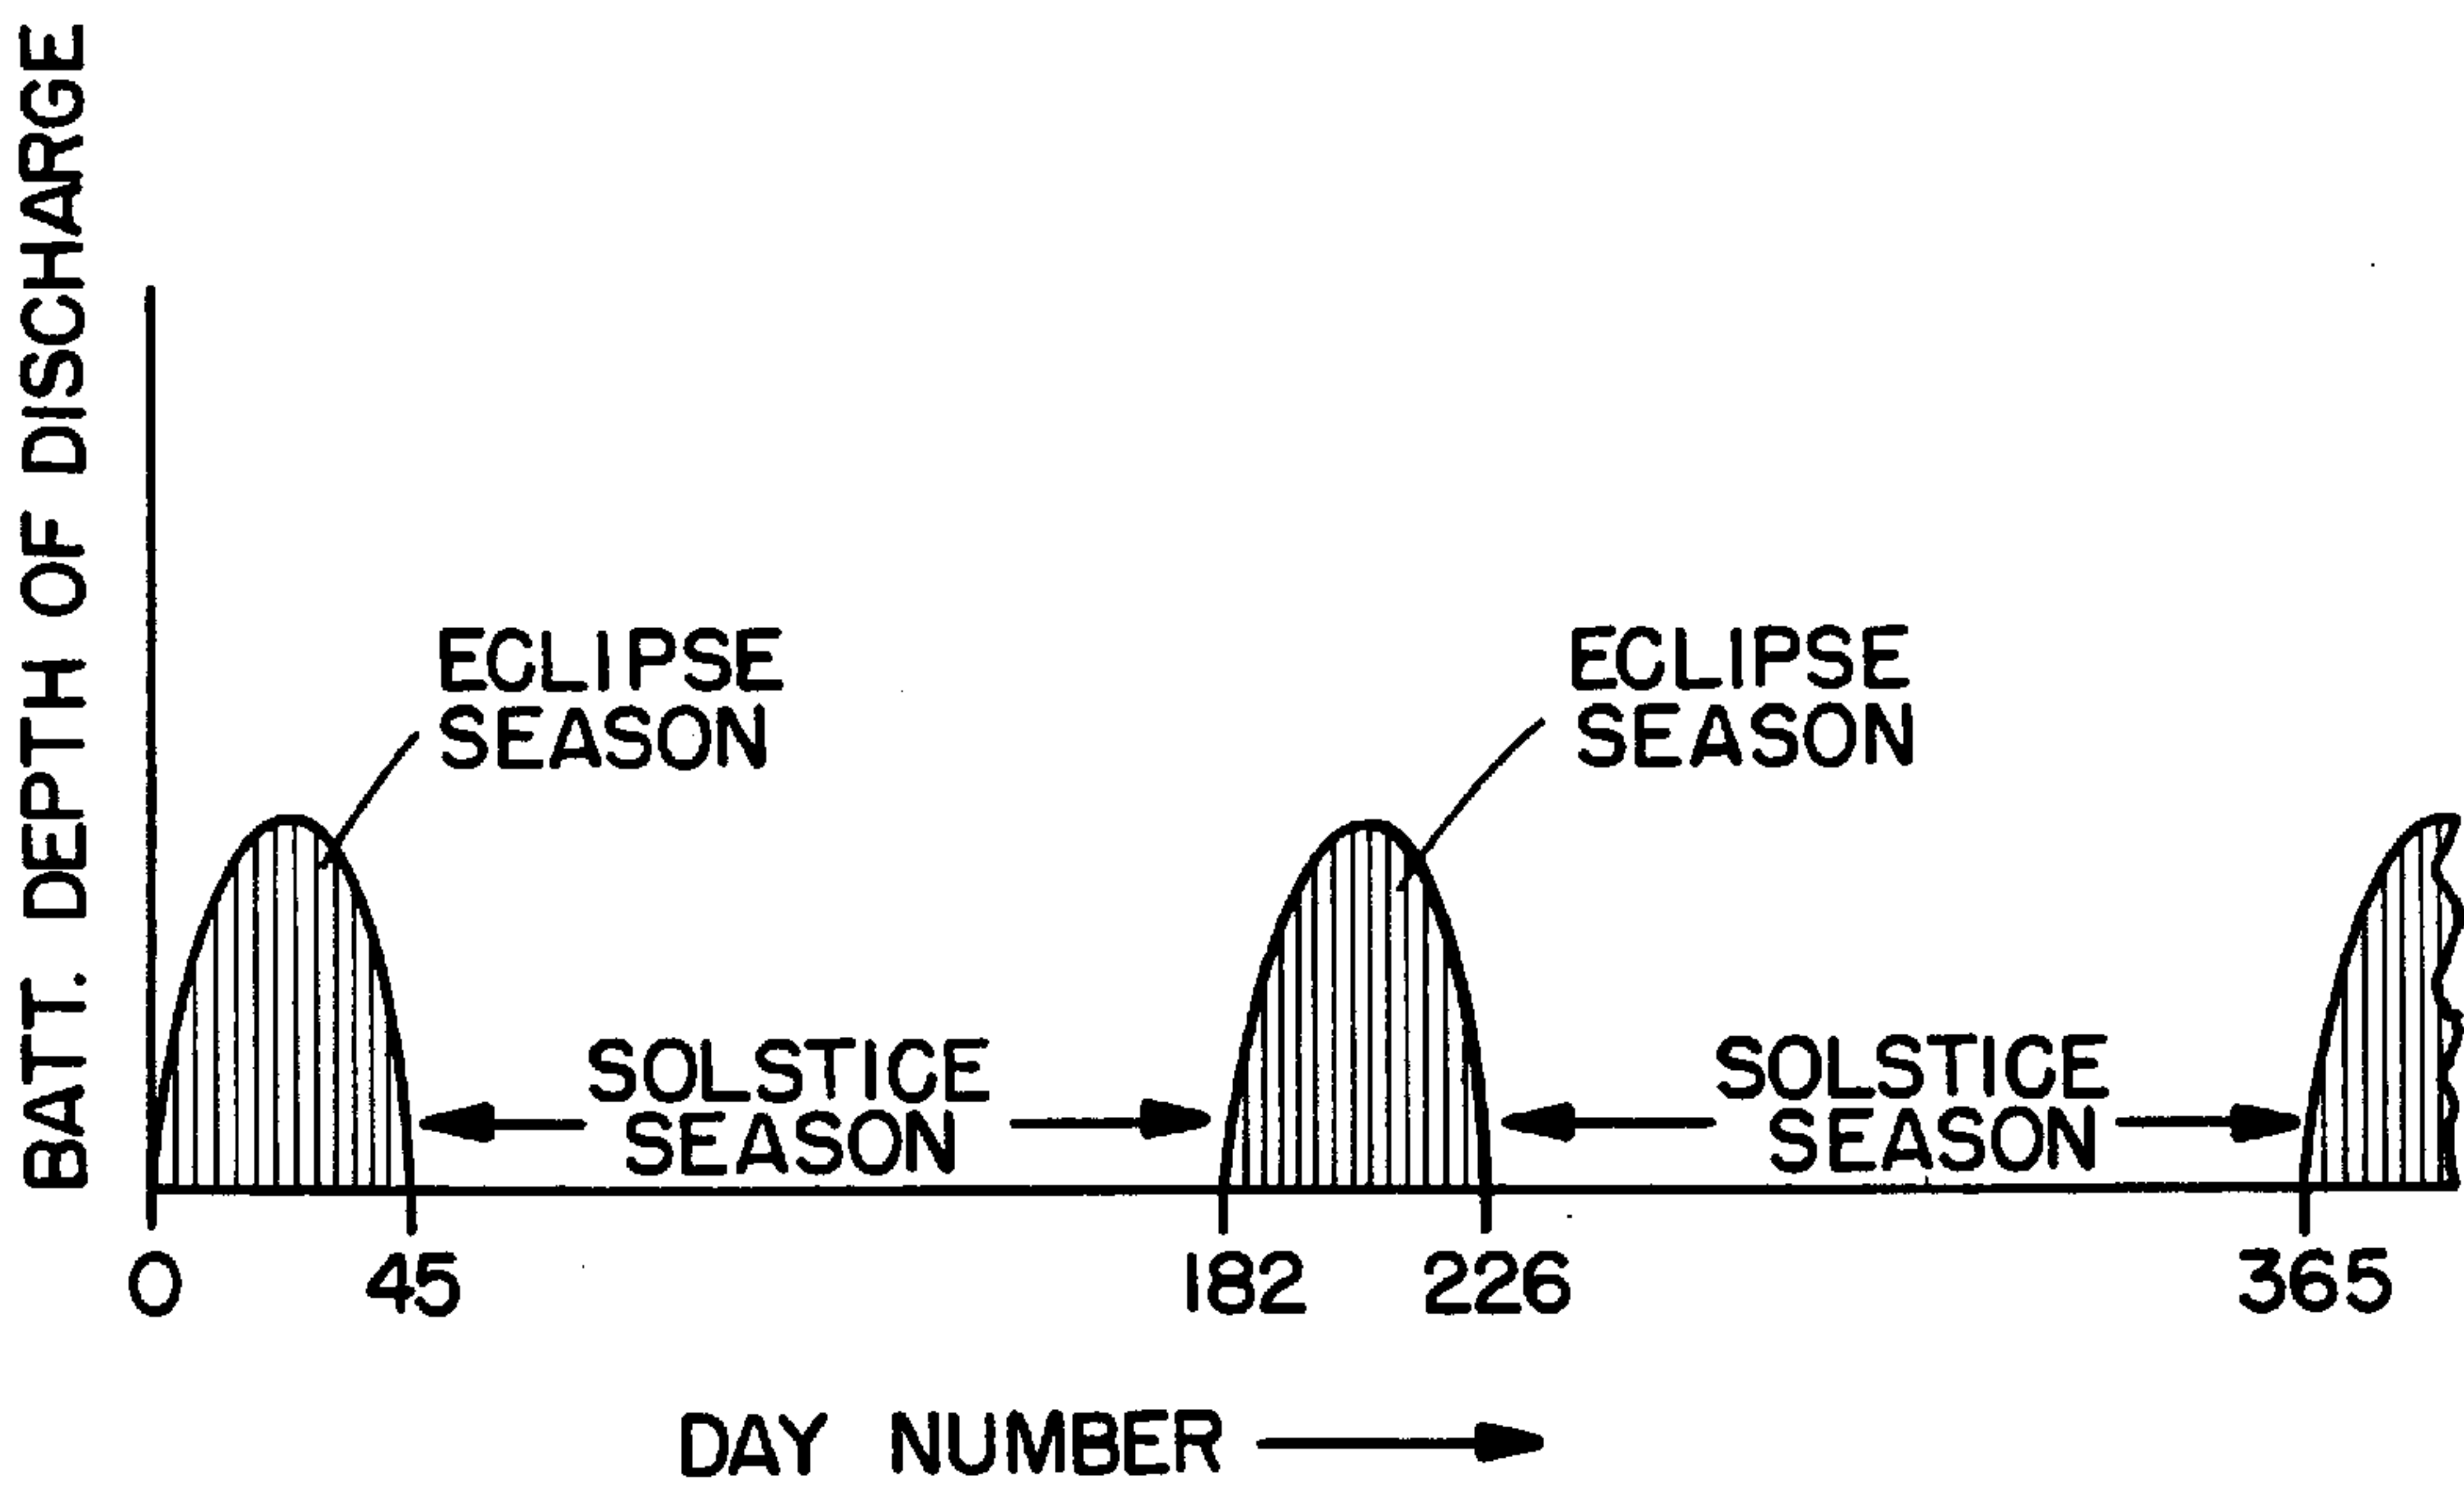 BATT. DEPTH OF DISCHARGE
ECLIPSE
SEASON
ECLIPSE
SEASON
SOLSTICE
SEASON
SOLSTICE
SEASON
0
45
182
226
365
DAY NUMBER